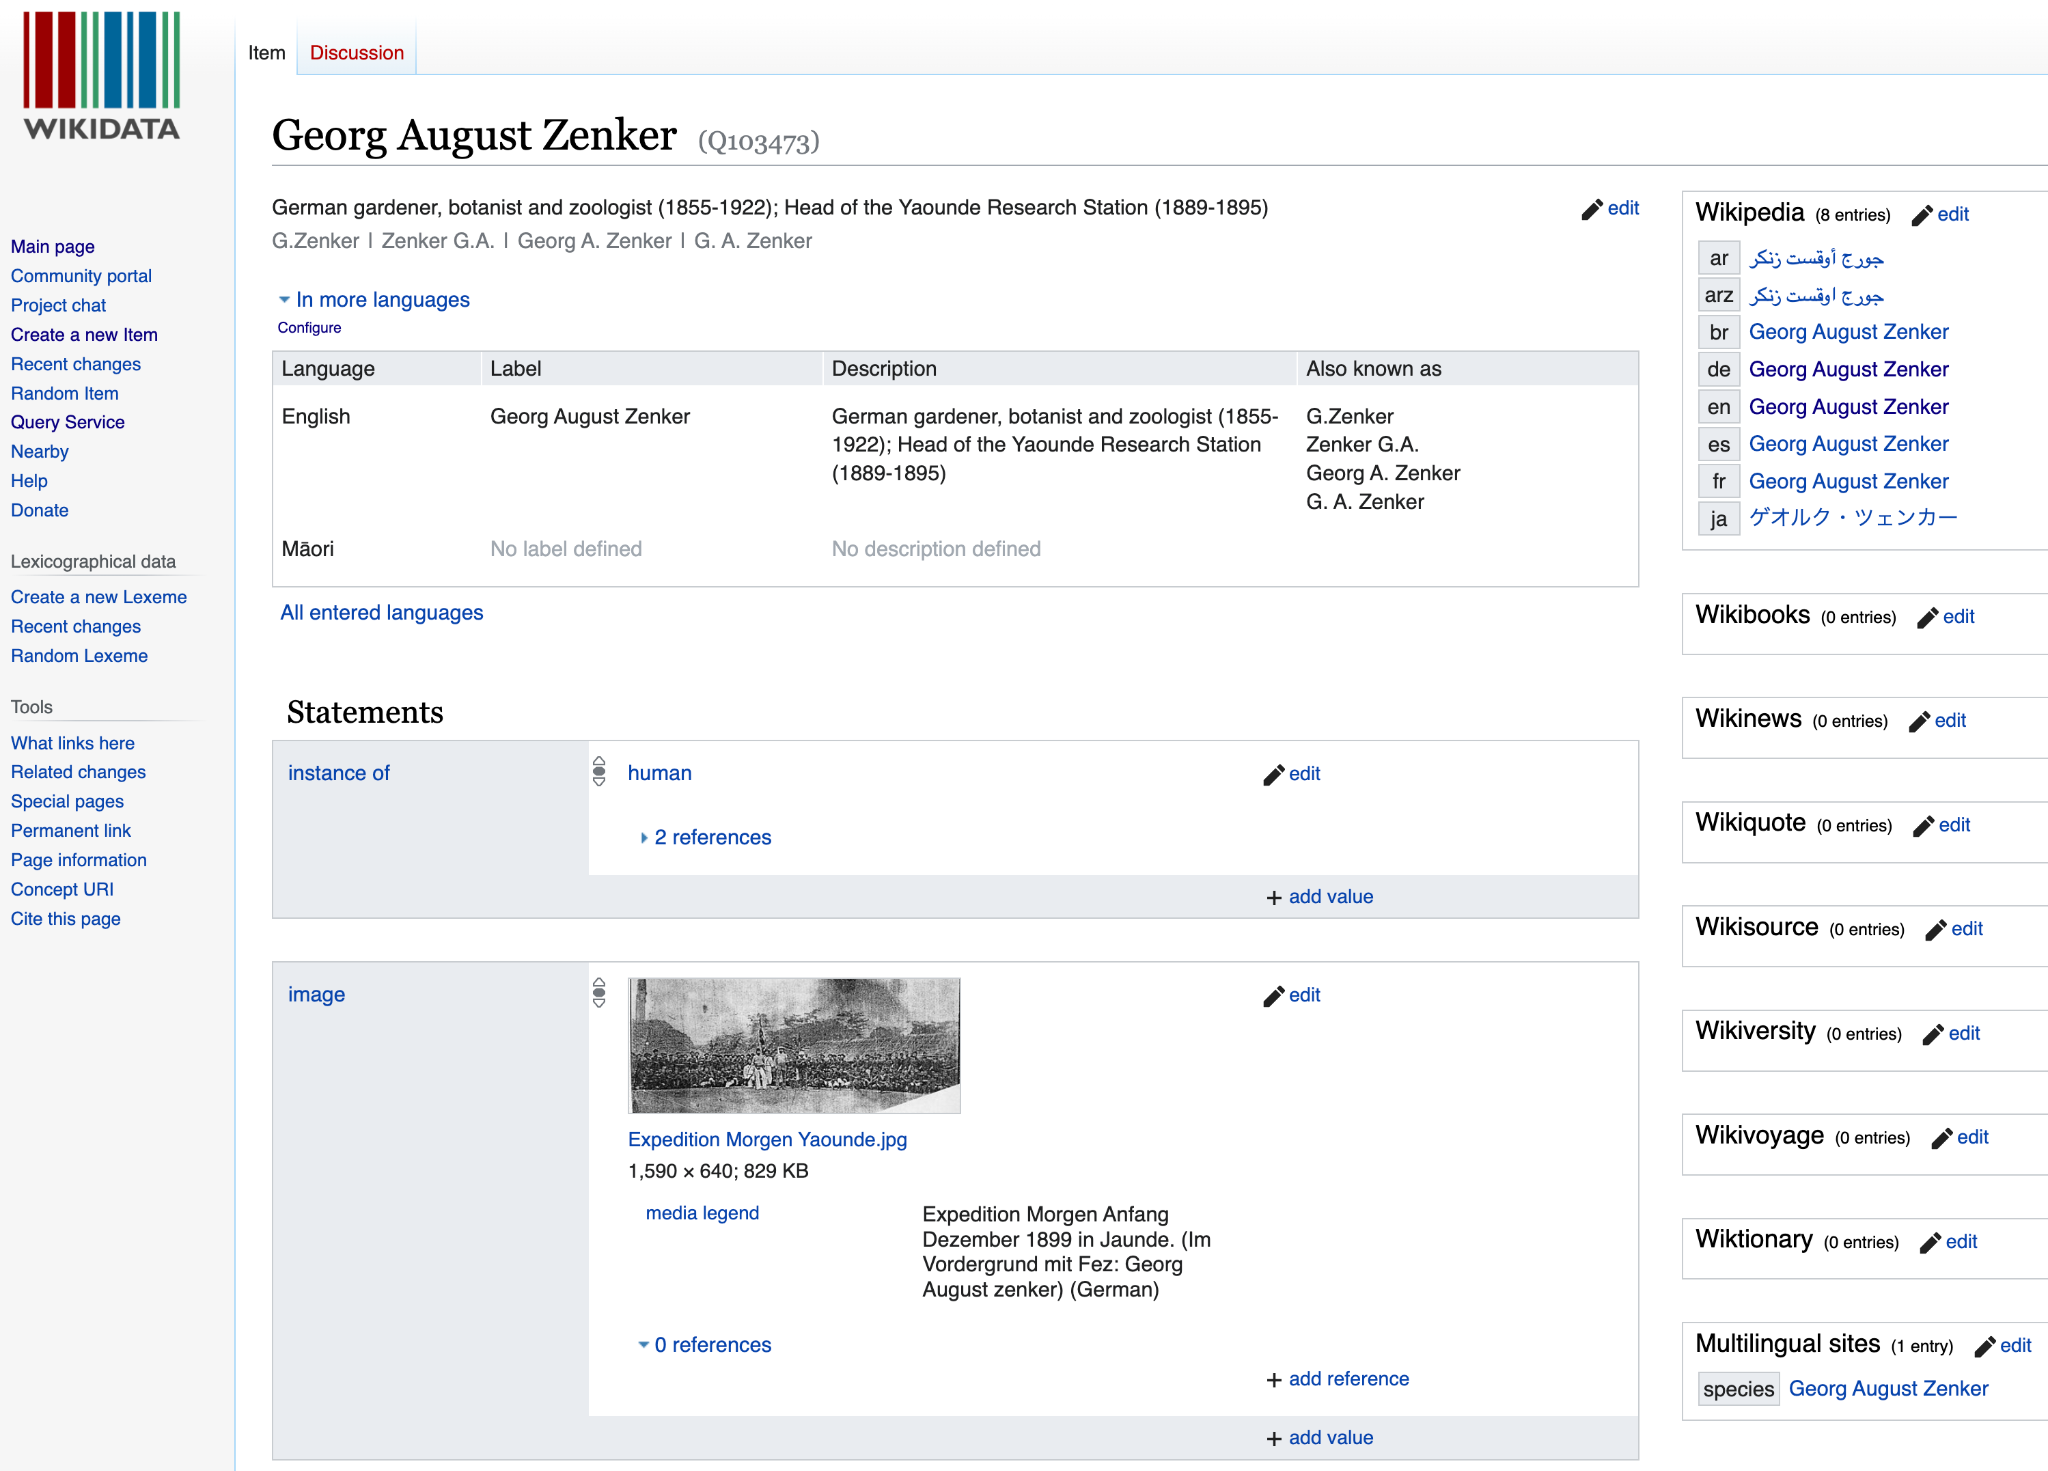 WIKIDATA
Main page
Community portal
Project chat
Create a new Item
Recent changes
Random Item
Query Service
Nearby
Help
Donate
Lexicographical data
Create a new Lexeme
Recent changes
Random Lexeme
Tools
What links here
Related changes
Special pages
Permanent link
Page information
Concept URI
Cite this page
Item
Discussion
Georg August Zenker (Q103473)
German gardener, botanist and zoologist (1855-1922); Head of the Yaounde Research Station (1889-1895)
edit
G.Zenker | Zenker G.A. | Georg A. Zenker | G. A. Zenker
In more languages
Configure
Language Label Description Also known as
English Georg August Zenker German gardener, botanist and zoologist (1855- G.Zenker
1922); Head of the Yaounde Research Station Zenker G.A.
(1889-1895) Georg A. Zenker
G. A. Zenker
Māori No label defined No description defined
All entered languages
Statements
instance of human edit
2 references
+ add value
image edit
Expedition Morgen Yaounde.jpg
1,590 × 640; 829 KB
media legend Expedition Morgen Anfang
Dezember 1899 in Jaunde. (Im
Vordergrund mit Fez: Georg
August zenker) (German)
0 references
+ add reference
+ add value
Wikipedia (8 entries) edit
ar جورج أوقست زنكر
arz جورج اوقست زنكر
br Georg August Zenker
de Georg August Zenker
en Georg August Zenker
es Georg August Zenker
fr Georg August Zenker
ja ゲオルク・ツェンカー
Wikibooks (0 entries) edit
Wikinews (0 entries) edit
Wikiquote (0 entries) edit
Wikisource (0 entries) edit
Wikiversity (0 entries) edit
Wikivoyage (0 entries) edit
Wiktionary (0 entries) edit
Multilingual sites (1 entry) edit
species Georg August Zenker